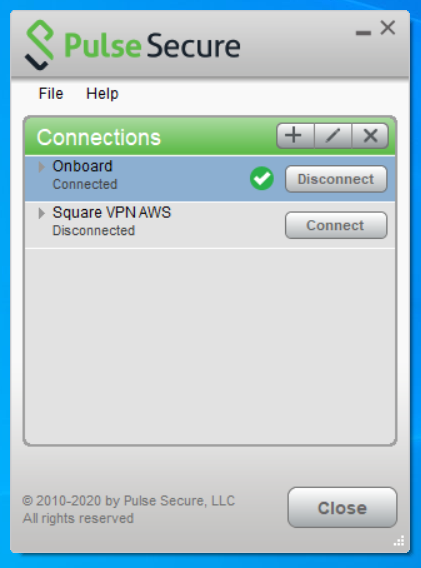 Pulse Secure
File Help
Connections
Onboard
Connected
Disconnect
Square VPN AWS
Disconnected
Connect
© 2010-2020 by Pulse Secure, LLC
All rights reserved
Close